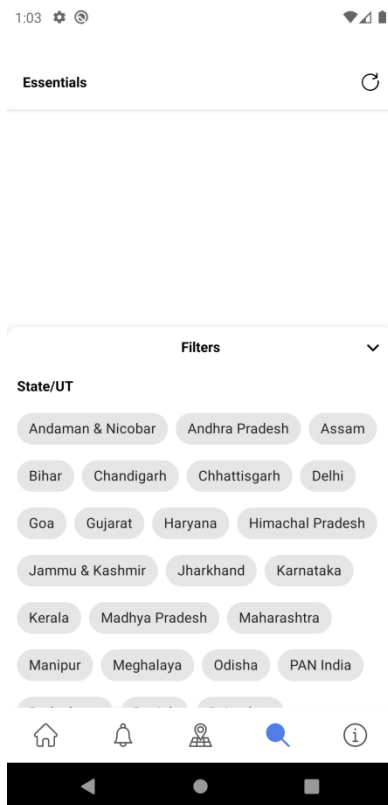 1:03
Essentials
Filters
State/UT
Andaman & Nicobar Andhra Pradesh Assam
Bihar Chandigarh Chhattisgarh Delhi
Goa Gujarat Haryana Himachal Pradesh
Jammu & Kashmir Jharkhand Karnataka
Kerala Madhya Pradesh Maharashtra
Manipur Meghalaya Odisha PAN India